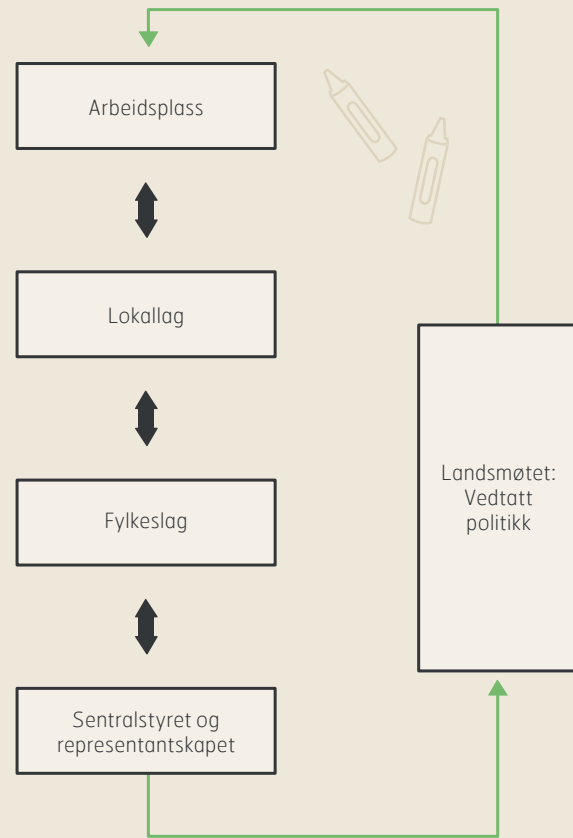 Arbeidsplass
Lokallag
Fylkeslag
Sentralstyret og
representantskapet
Landsmøtet:
Vedtatt
politikk